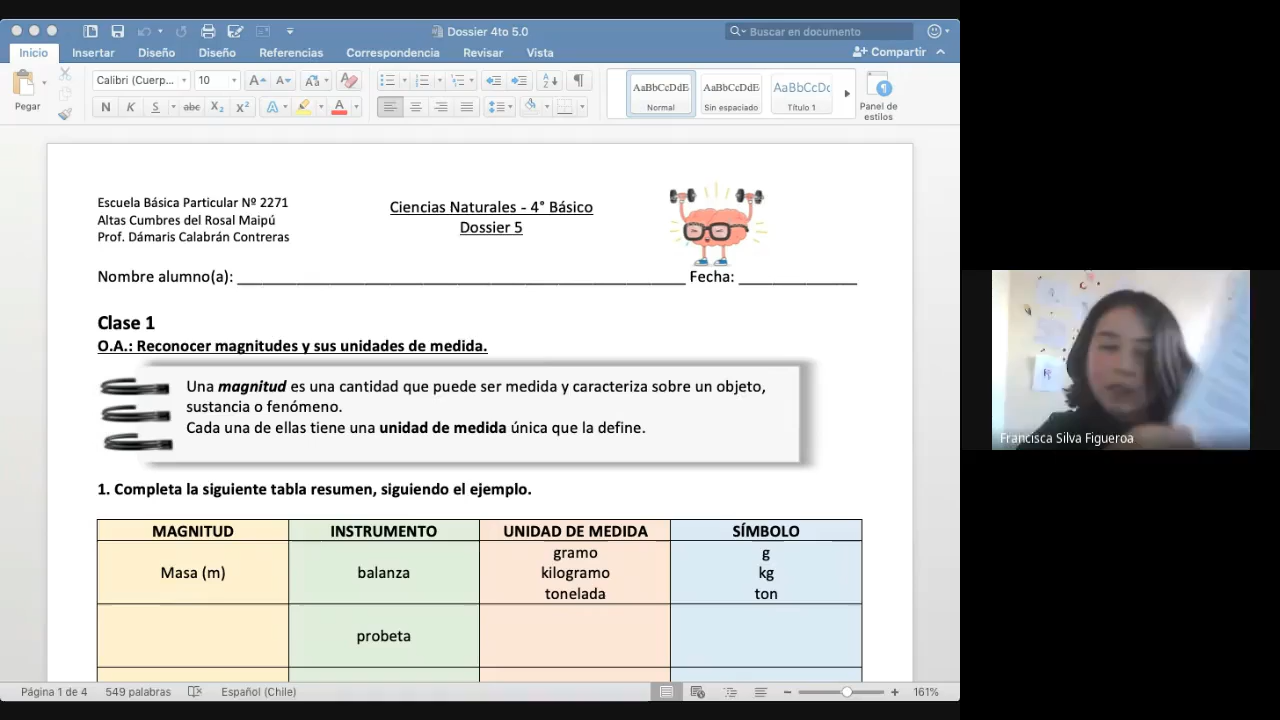 Dossier 4to 5.0
Buscar en documento
Inicio Insertar Diseño Diseño Referencias Correspondencia Revisar Vista Compartir
Pegar
Calibri (Cuerp... 10
N K S abc X₂ X²
AaBbCcDdE AaBbCcDdE AaBbCcDc
Normal Sin espaciado Título 1
Panel de
estilos
Escuela Básica Particular Nº 2271
Altas Cumbres del Rosal Maipú
Prof. Dámaris Calabrán Contreras
Ciencias Naturales - 4° Básico
Dossier 5
Nombre alumno(a): ______ Fecha: ______
Clase 1
O.A.: Reconocer magnitudes y sus unidades de medida.
Una magnitud es una cantidad que puede ser medida y caracteriza sobre un objeto,
sustancia o fenómeno.
Cada una de ellas tiene una unidad de medida única que la define.
1. Completa la siguiente tabla resumen, siguiendo el ejemplo.
MAGNITUD INSTRUMENTO UNIDAD DE MEDIDA SÍMBOLO
gramo g
Masa (m) balanza kilogramo kg
tonelada ton
probeta
Francisca Silva Figueroa
Página 1 de 4 549 palabras Español (Chile) 161%